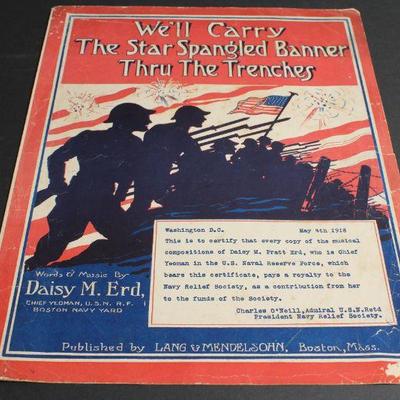 We'll Carry
The Star Spangled Banner
Thru The Trenches
Washington D.C. May 4th 1918
This is to certify that every copy of the musical
compositions of Daisy M. Pratt Erd, who is Chief
Yeoman in the U.S. Naval Reserve Force, which
bears this certificate, pays a royalty to the
Navy Relief Society, as a contribution from her
to the funds of the Society.
Charles O'Neill, Admiral U.S.N. Retd
President Navy Relief Society.
Words & Music By
Daisy M. Erd,
CHIEF YEOMAN, U.S.N.R.F.
BOSTON NAVY YARD
Published by LANG & MENDELSOHN, Boston, Mass.